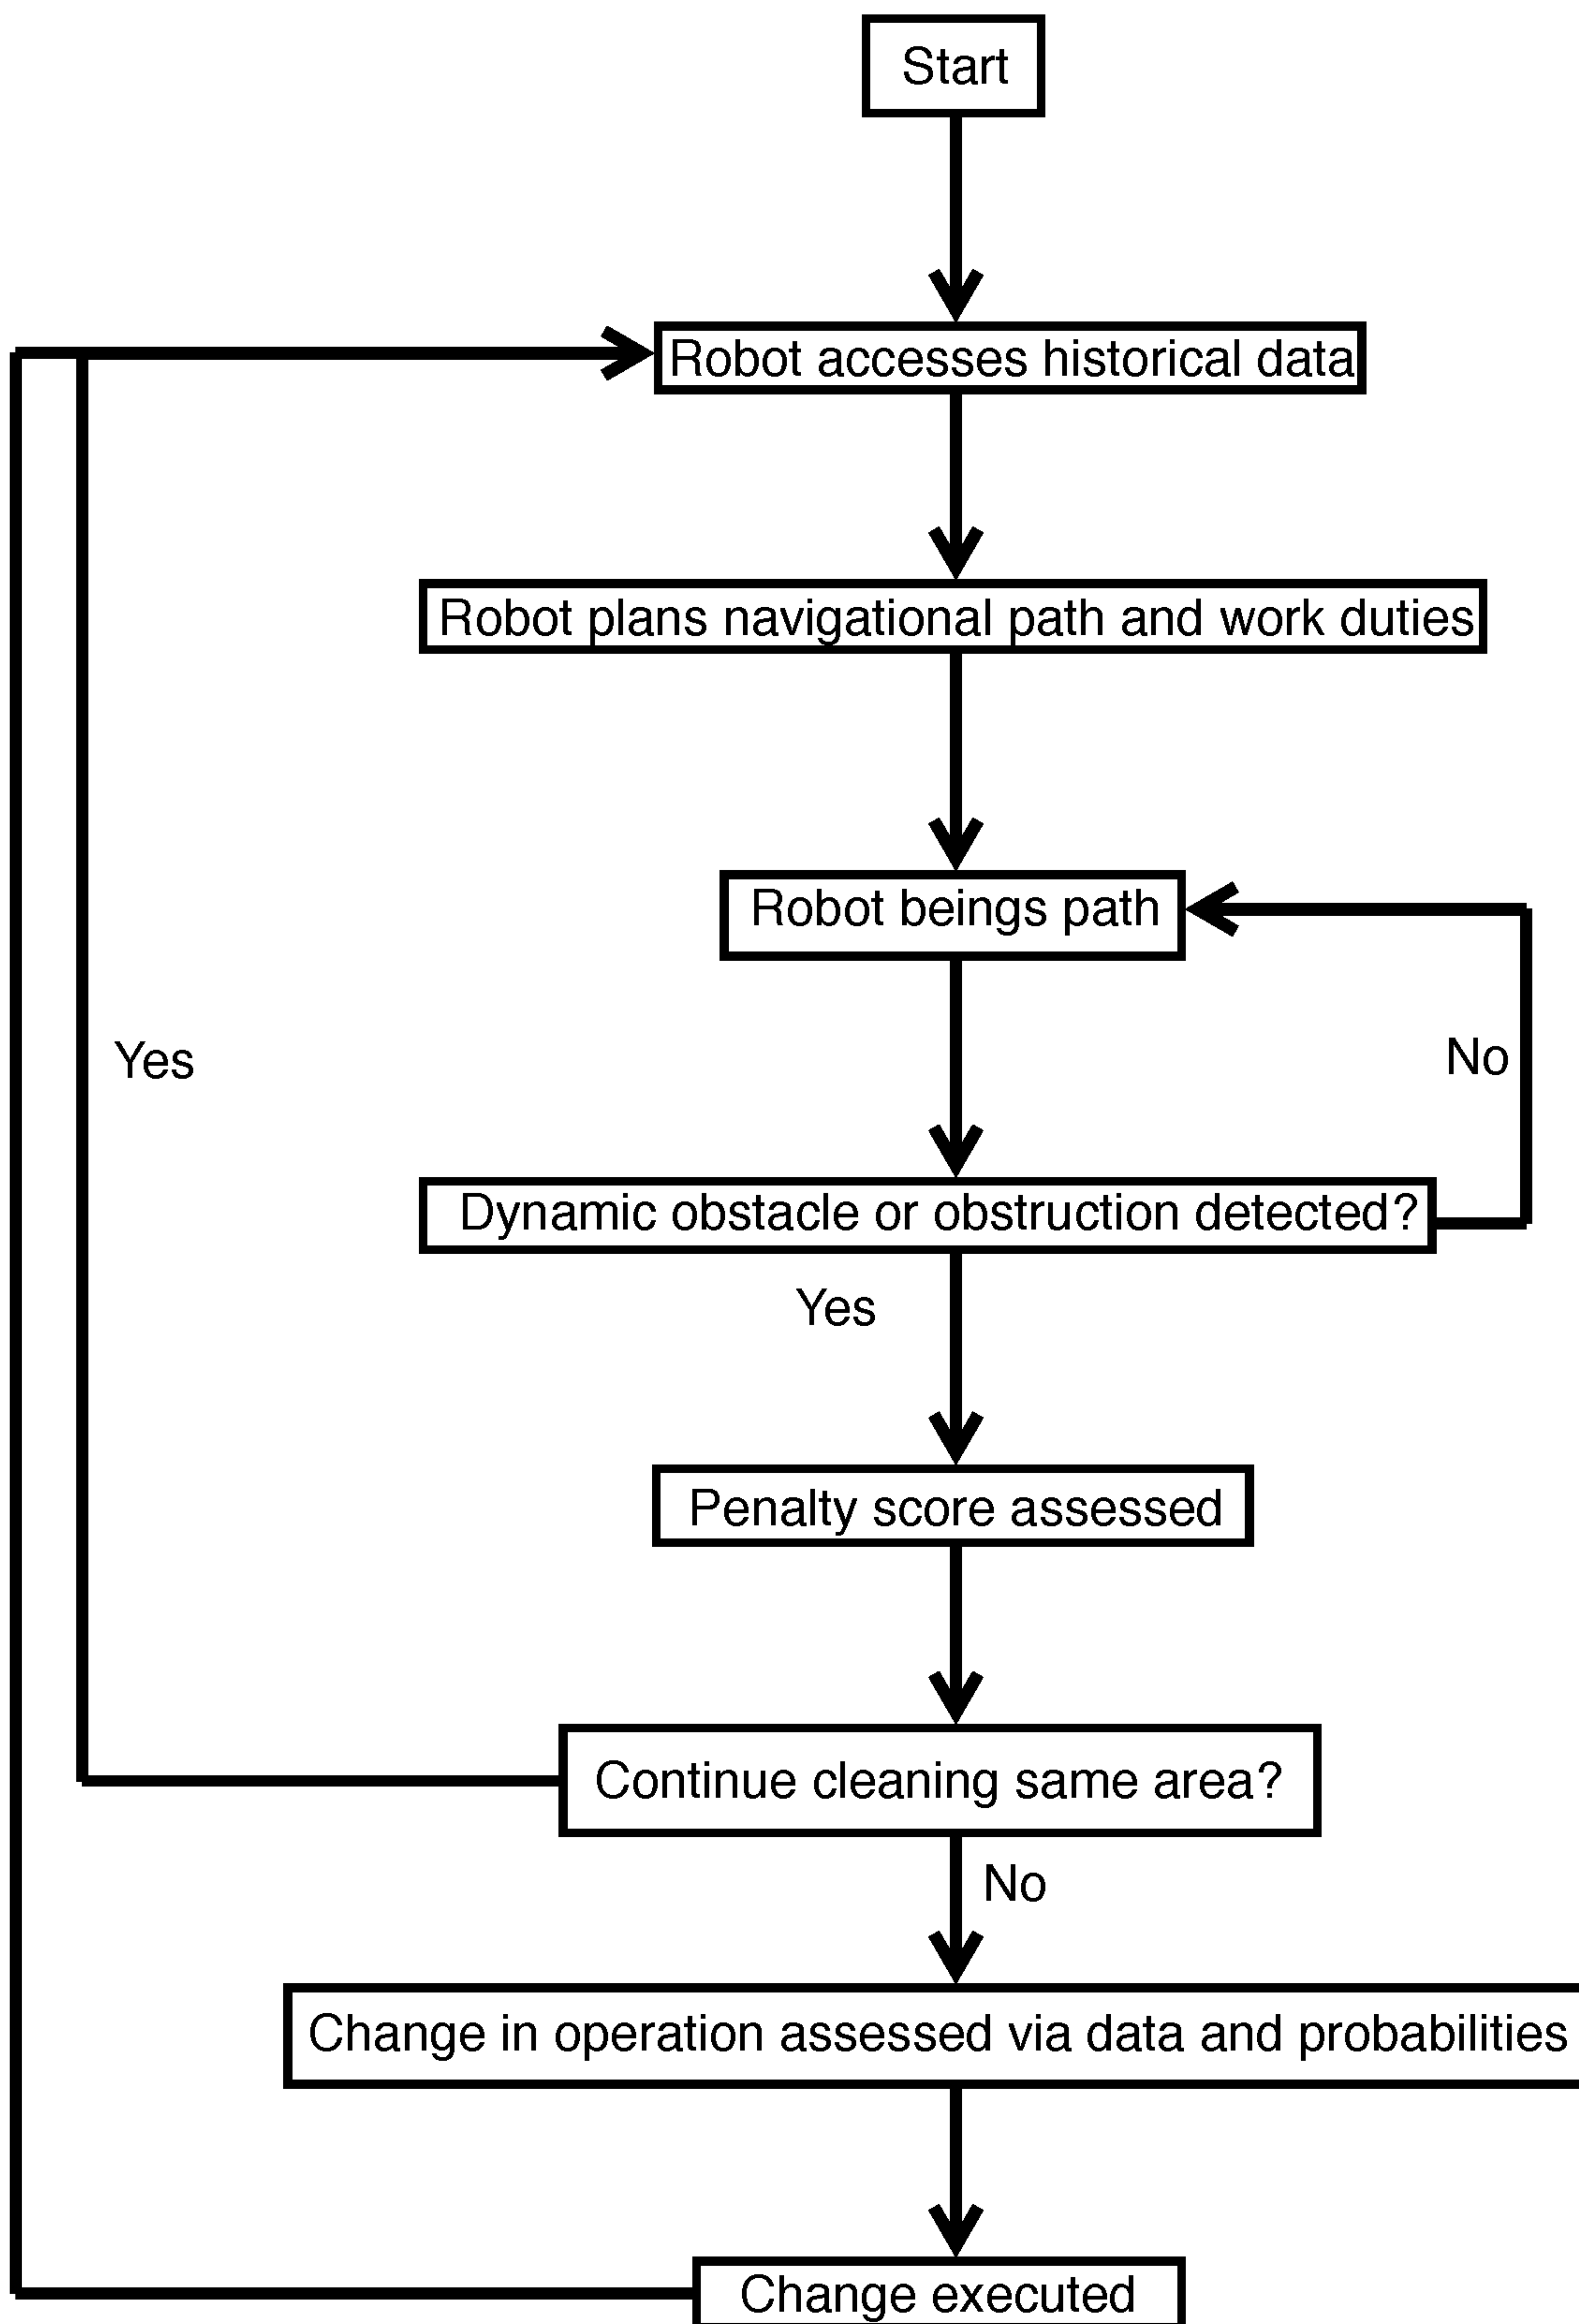 Start
Robot accesses historical data
Robot plans navigational path and work duties
Robot beings path
Yes
No
Dynamic obstacle or obstruction detected?
Yes
Penalty score assessed
Continue cleaning same area?
No
Change in operation assessed via data and probabilities
Change executed